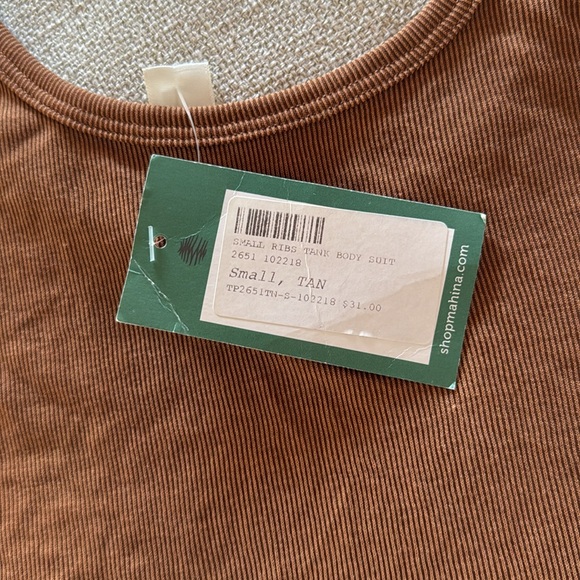 SMALL RIBS TANK BODY SUIT
2651 102218
Small, TAN
TP2651TN-S-102218 $31.00
shopmahina.com